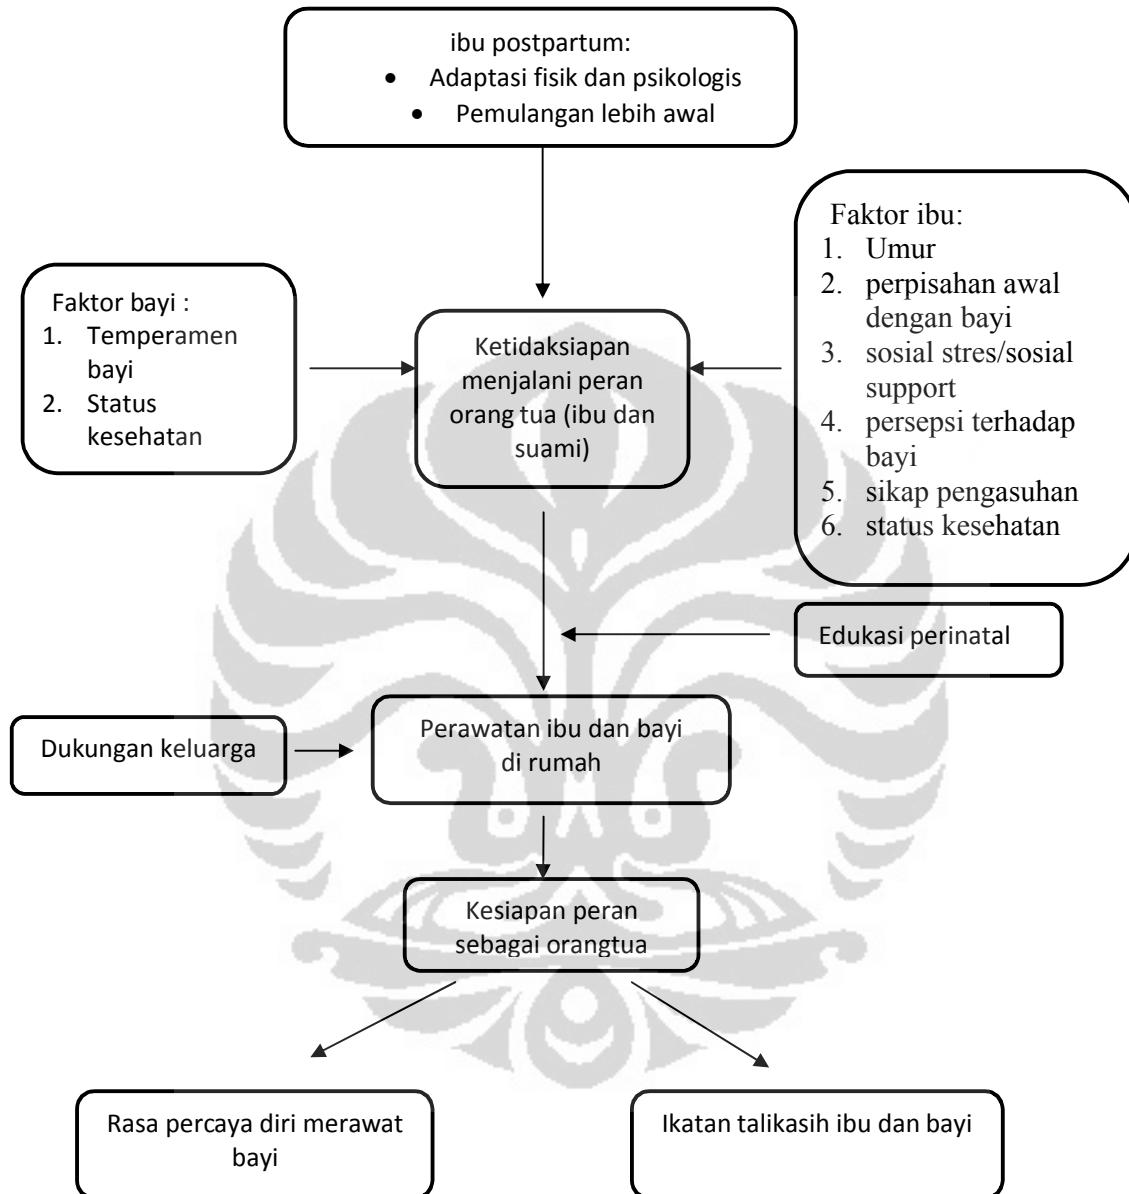 ibu postpartum:
• Adaptasi fisik dan psikologis
• Pemulangan lebih awal
Faktor bayi :
1. Temperamen
bayi
2. Status
kesehatan
Ketidaksiapan
menjalani peran
orang tua (ibu dan
suami)
Faktor ibu:
1. Umur
2. perpisahan awal
dengan bayi
3. sosial stres/sosial
support
4. persepsi terhadap
bayi
5. sikap pengasuhan
6. status kesehatan
Edukasi perinatal
Dukungan keluarga
Perawatan ibu dan bayi
di rumah
Kesiapan peran
sebagai orangtua
Rasa percaya diri merawat
bayi
Ikatan talikasih ibu dan bayi